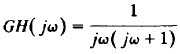 GH(jω) = 1 / jω(jω + 1)